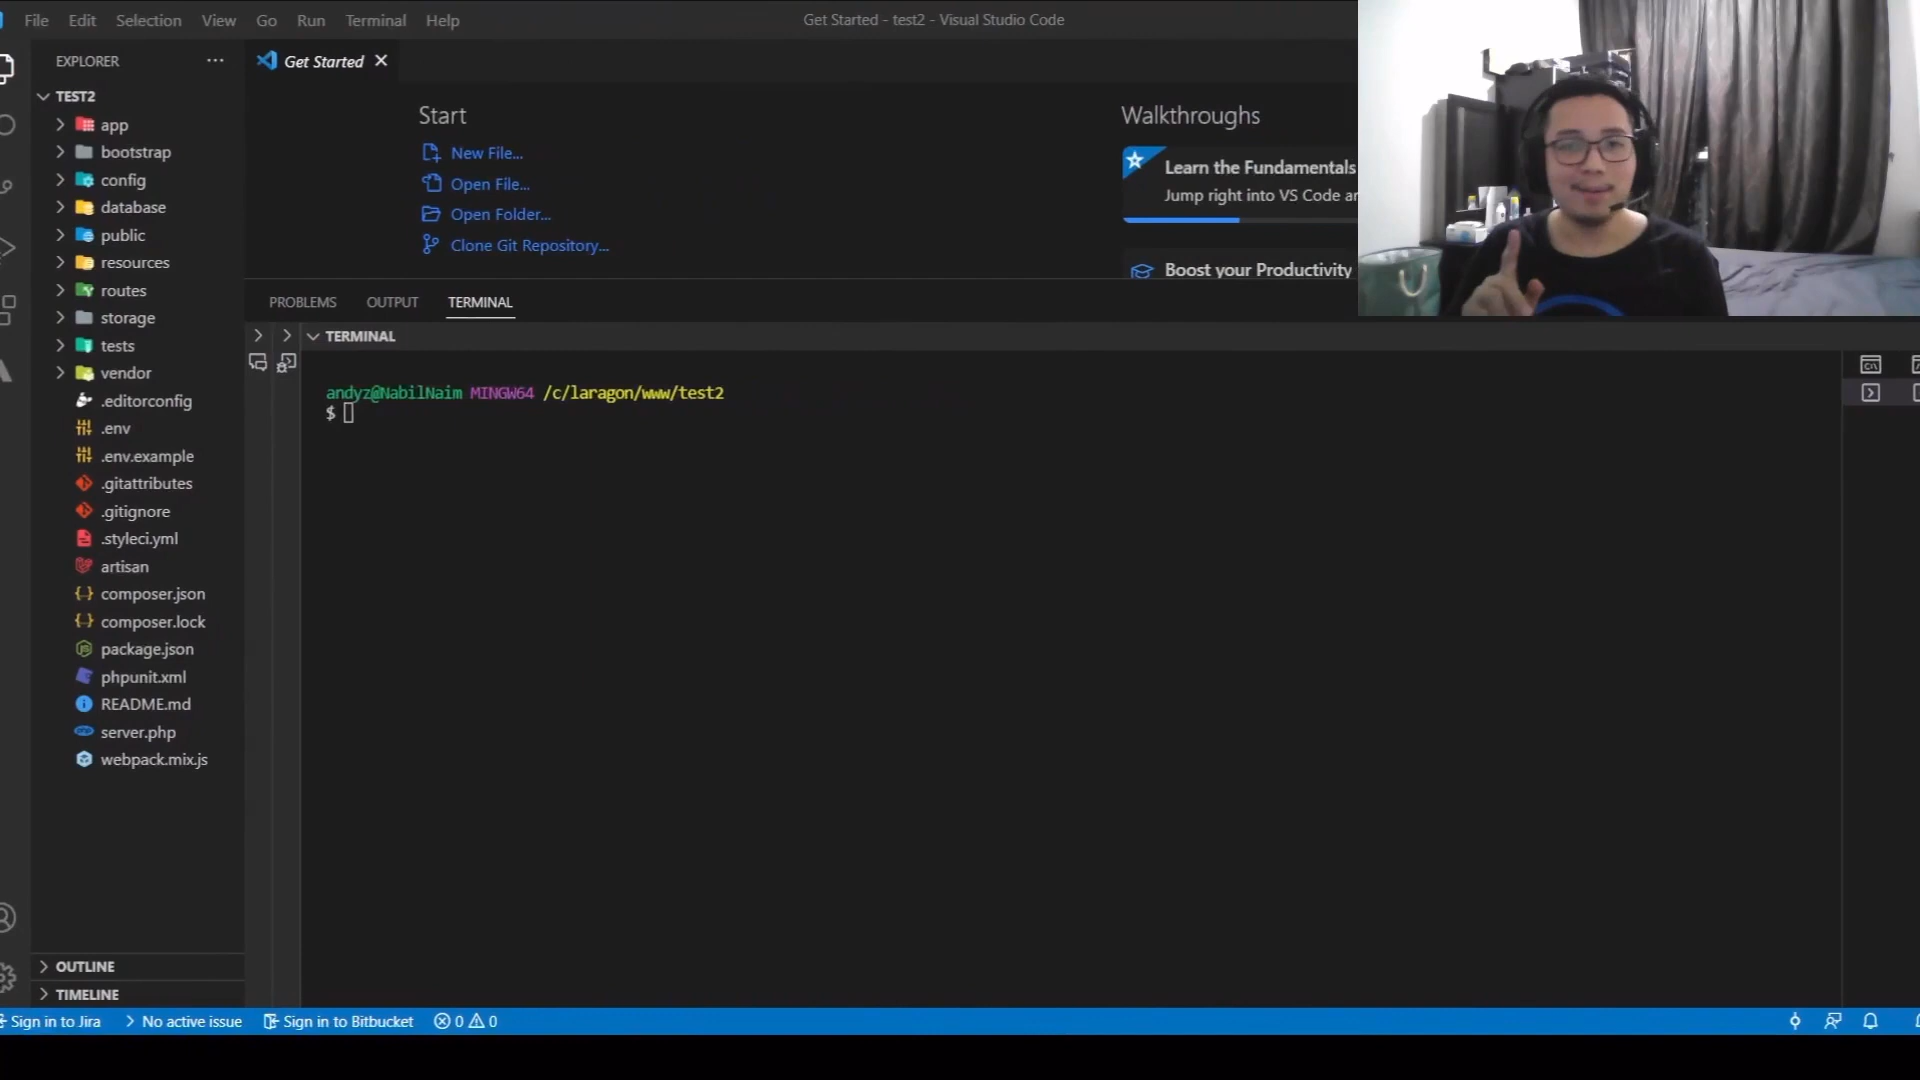 File Edit Selection View Go Run Terminal Help
Get Started - test2 - Visual Studio Code
EXPLORER
Get Started
TEST2
app
bootstrap
config
database
public
resources
routes
storage
tests
vendor
.editorconfig
.env
.env.example
.gitattributes
.gitignore
.styleci.yml
artisan
composer.json
composer.lock
package.json
phpunit.xml
README.md
server.php
webpack.mix.js
OUTLINE
TIMELINE
Start
New File...
Open File...
Open Folder...
Clone Git Repository...
Walkthroughs
Learn the Fundamentals
Jump right into VS Code
Boost your Productivity
PROBLEMS OUTPUT TERMINAL
TERMINAL
andyz@NabilNaim MINGW64 /c/laragon/www/test2
$
Sign in to Jira No active issue Sign in to Bitbucket 0 0